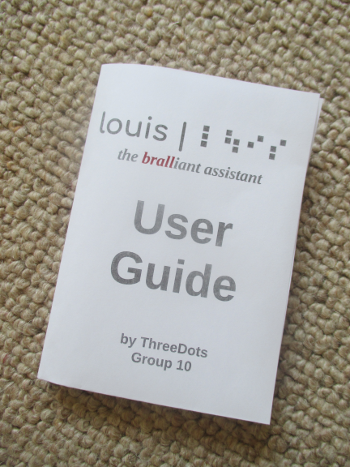 louis | ⠇⠳⠊⠎
the bralliant assistant
User
Guide
by ThreeDots
Group 10